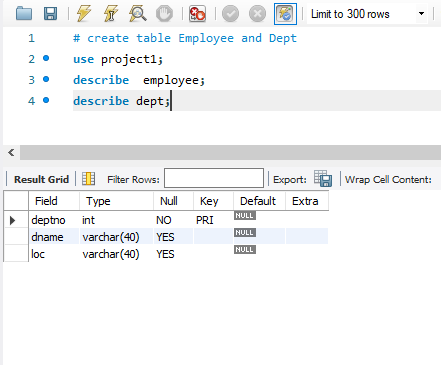 Limit to 300 rows
1 # create table Employee and Dept
2 use project1;
3 describe employee;
4 describe dept;
Result Grid Filter Rows: Export: Wrap Cell Content:
Field Type Null Key Default Extra
deptno int NO PRI NULL
dname varchar(40) YES NULL
loc varchar(40) YES NULL